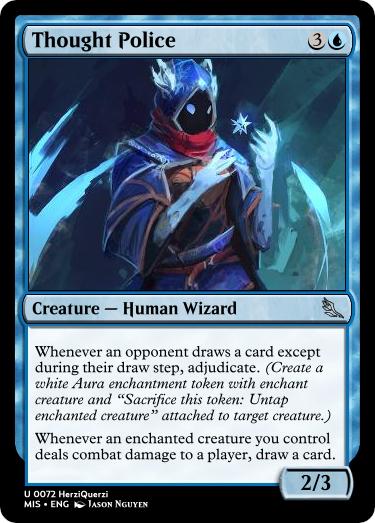 Thought Police 3
Creature — Human Wizard
Whenever an opponent draws a card except
during their draw step, adjudicate. (Create a
white Aura enchantment token with enchant
creature and “Sacrifice this token: Untap
enchanted creature” attached to target creature.)
Whenever an enchanted creature you control
deals combat damage to a player, draw a card.
2/3
U 0072 HerziQuerzi
MIS • ENG Jason Nguyen